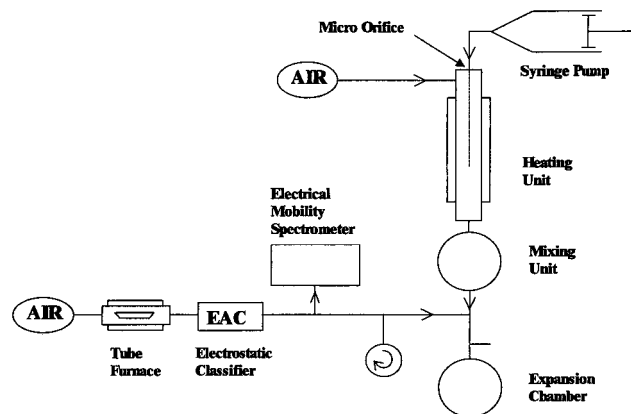 Micro Orifice
Syringe Pump
AIR
Heating
Unit
Electrical
Mobility
Spectrometer
Mixing
Unit
AIR
EAC
Tube
Furnace
Electrostatic
Classifier
Expansion
Chamber